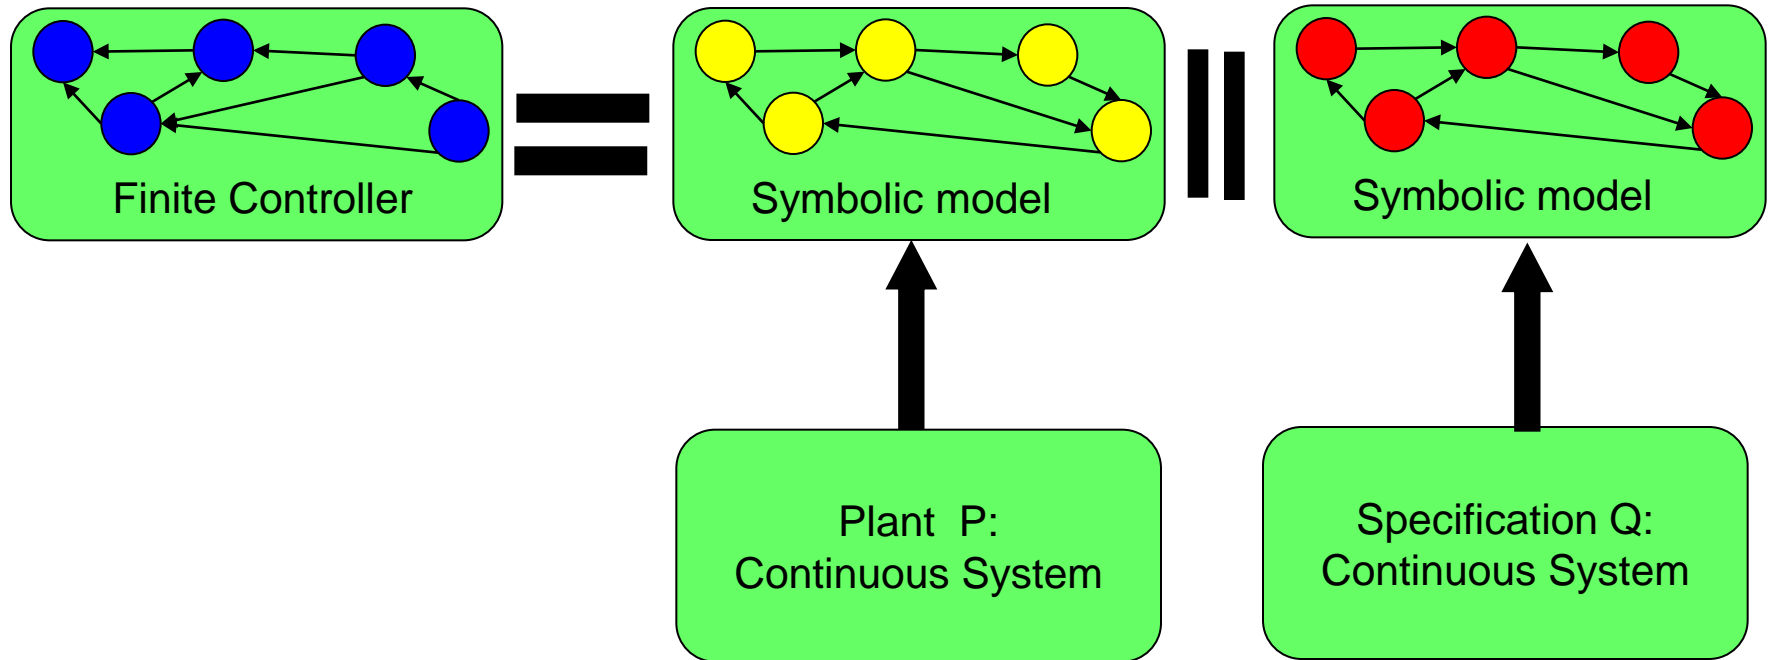 Finite Controller
Symbolic model
Symbolic model
Plant P:
Continuous System
Specification Q:
Continuous System